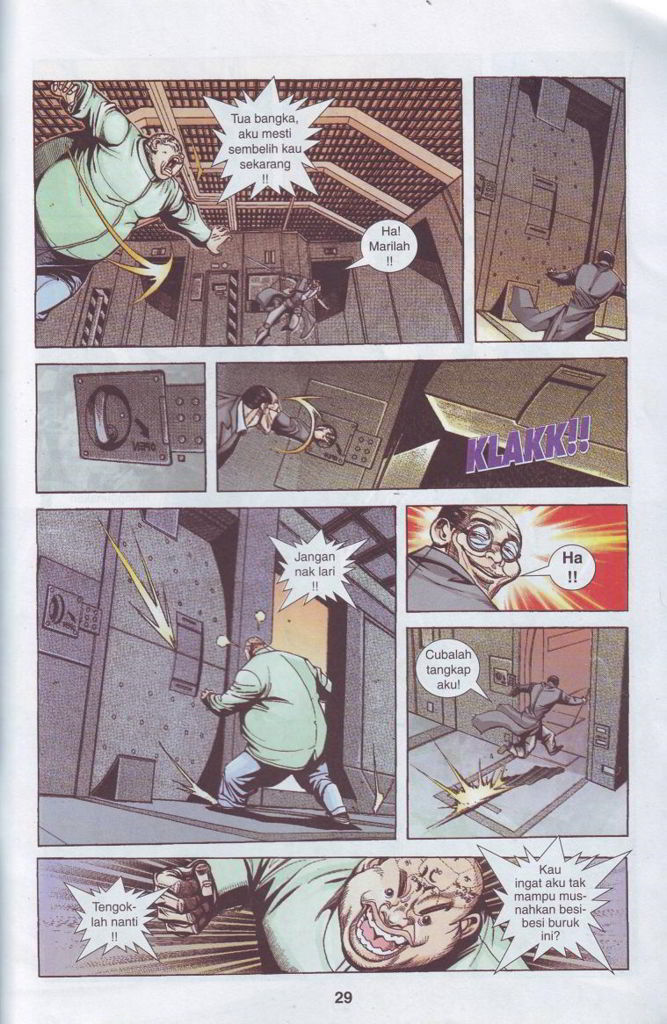 Tua bangka,
aku mesti
sembelih kau
sekarang
!!
Ha!
Marilah
!!
KLAKK!!
Jangan
nak lari
!!
Ha
!!
Cubalah
tangkap
aku!
Tengok-
lah nanti
!!
Kau
ingat aku tak
mampu mus-
nahkan besi-
besi buruk
ini?
29